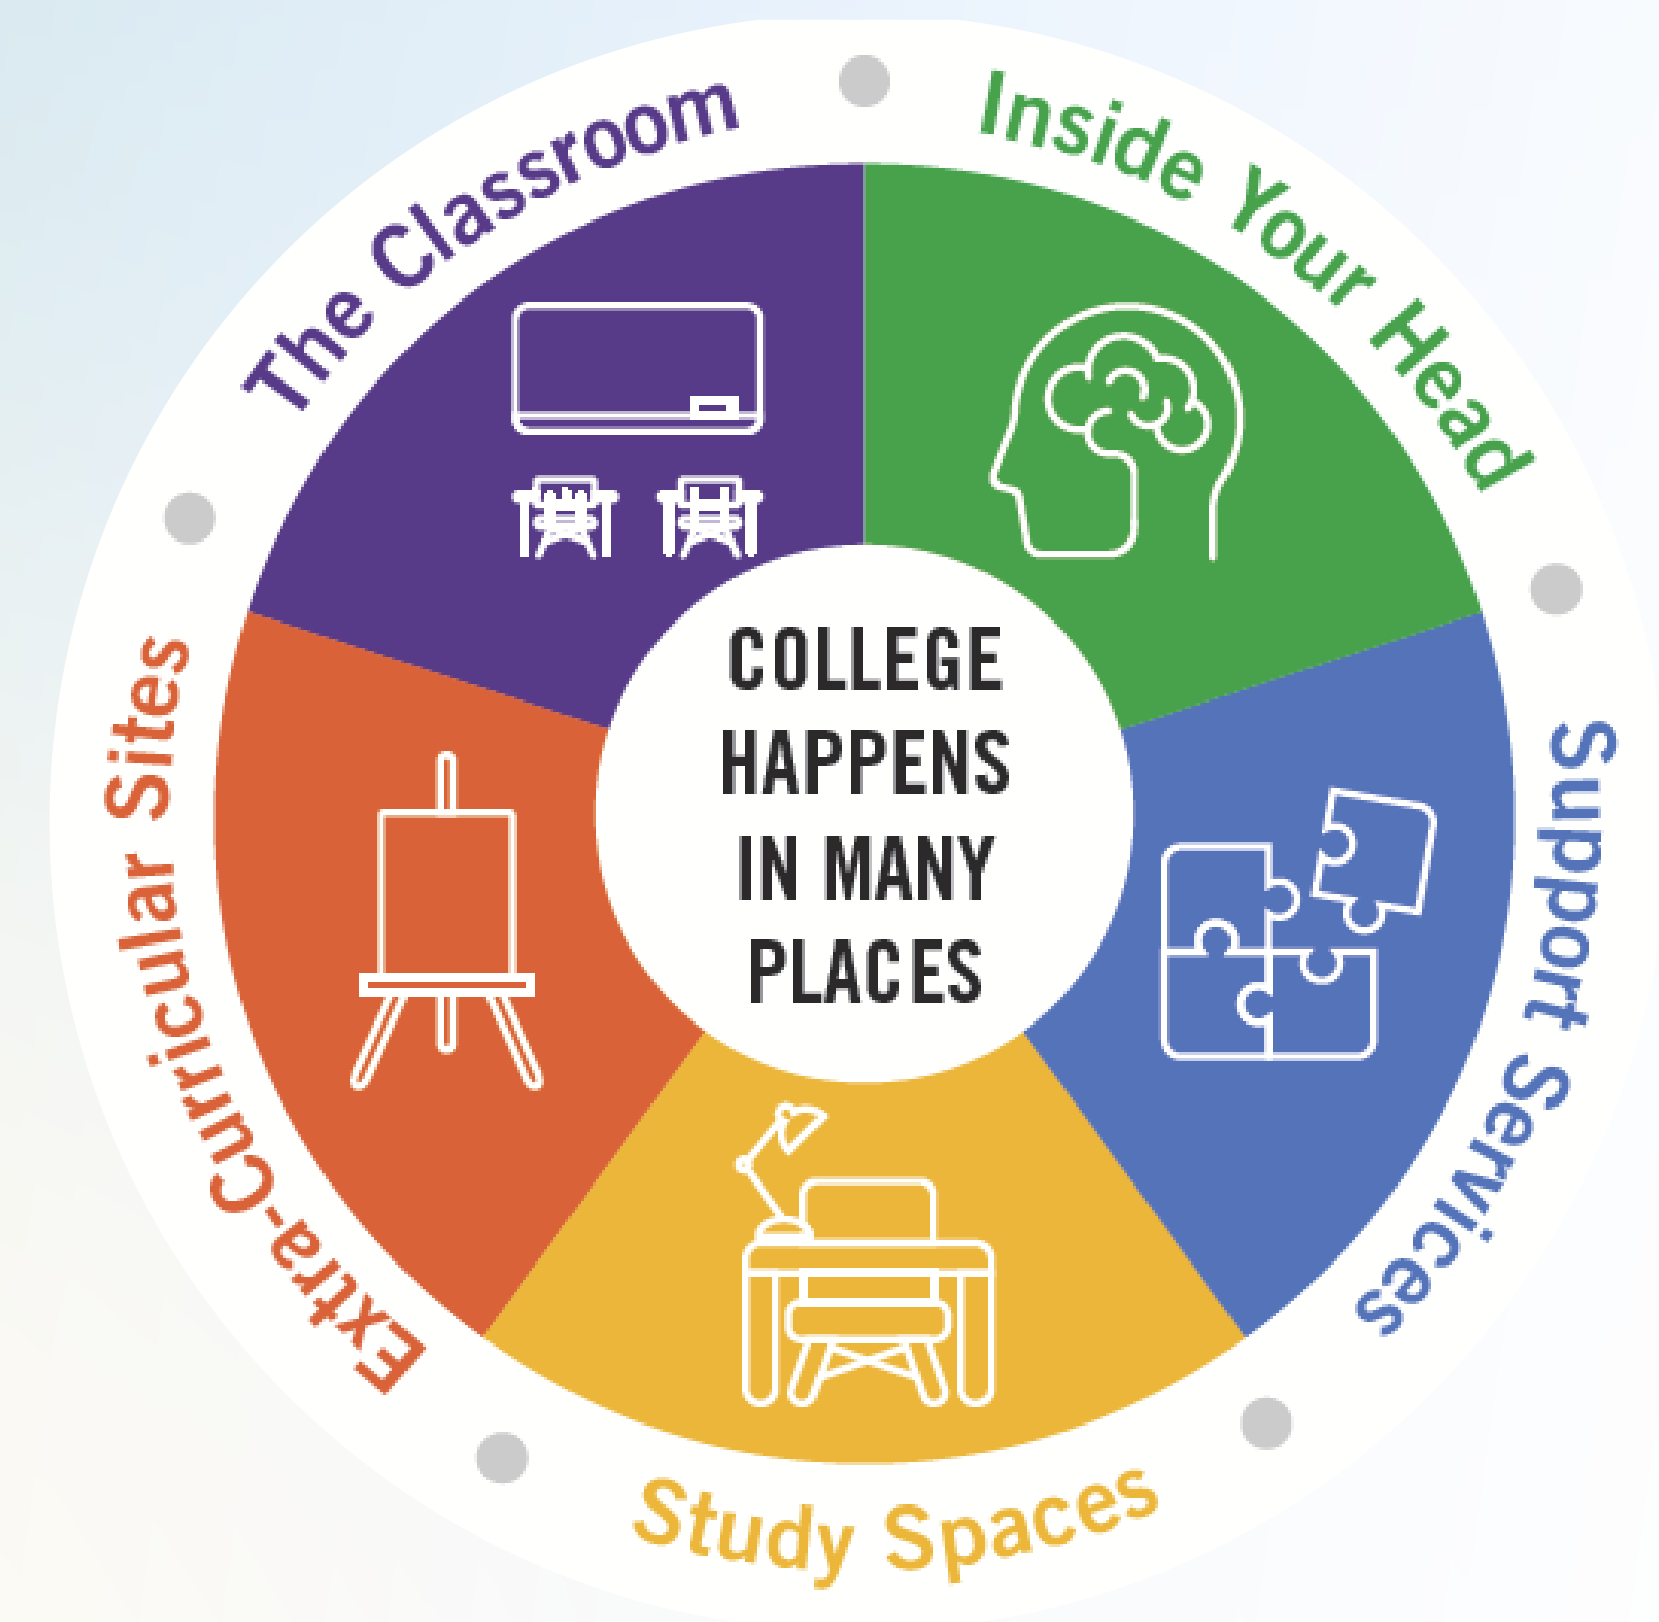 COLLEGE
HAPPENS
IN MANY
PLACES
The Classroom
Inside Your Head
Support Services
Study Spaces
Extra-Curricular Sites